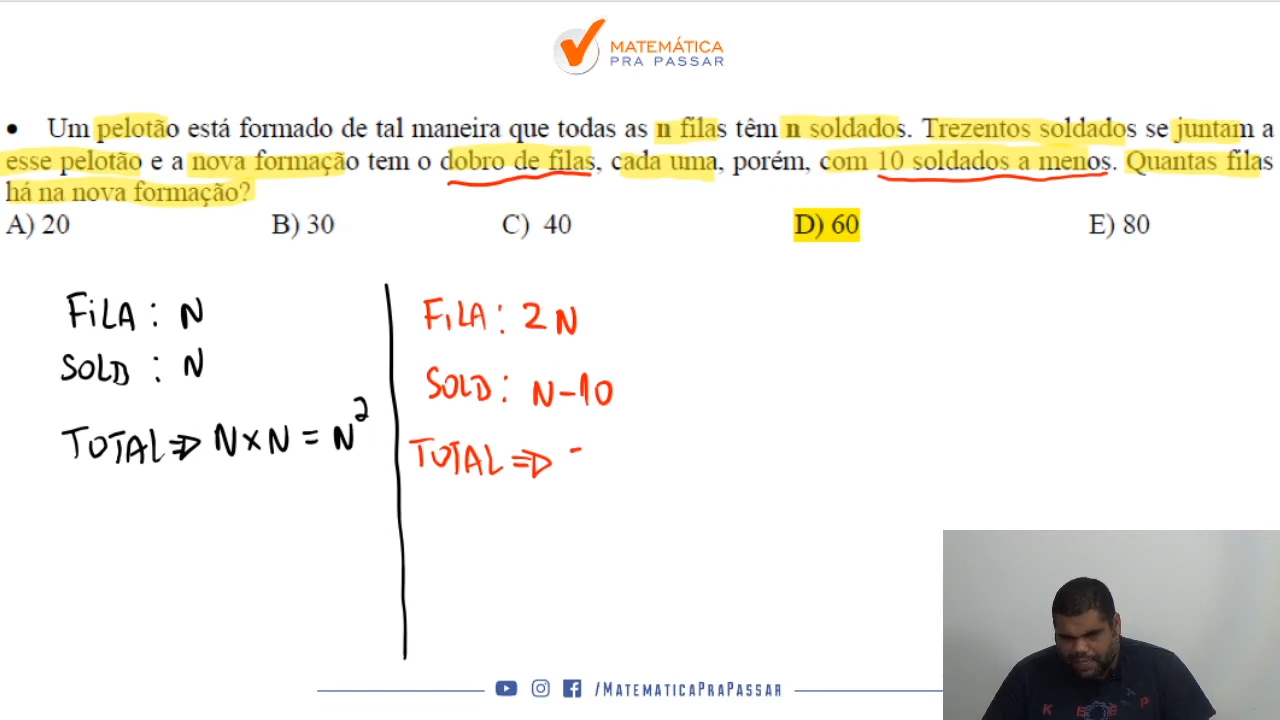 MATEMÁTICA
PRA PASSAR
• Um pelotão está formado de tal maneira que todas as n filas têm n soldados. Trezentos soldados se juntam a
esse pelotão e a nova formação tem o dobro de filas, cada uma, porém, com 10 soldados a menos. Quantas filas
há na nova formação?
A) 20 B) 30 C) 40 D) 60 E) 80
FILA: N
SOLD: N
TOTAL ⇒ N×N = N²
FILA: 2N
SOLD: N-10
TOTAL ⇒
/MATEMATICAPRAPASSAR
K E E P